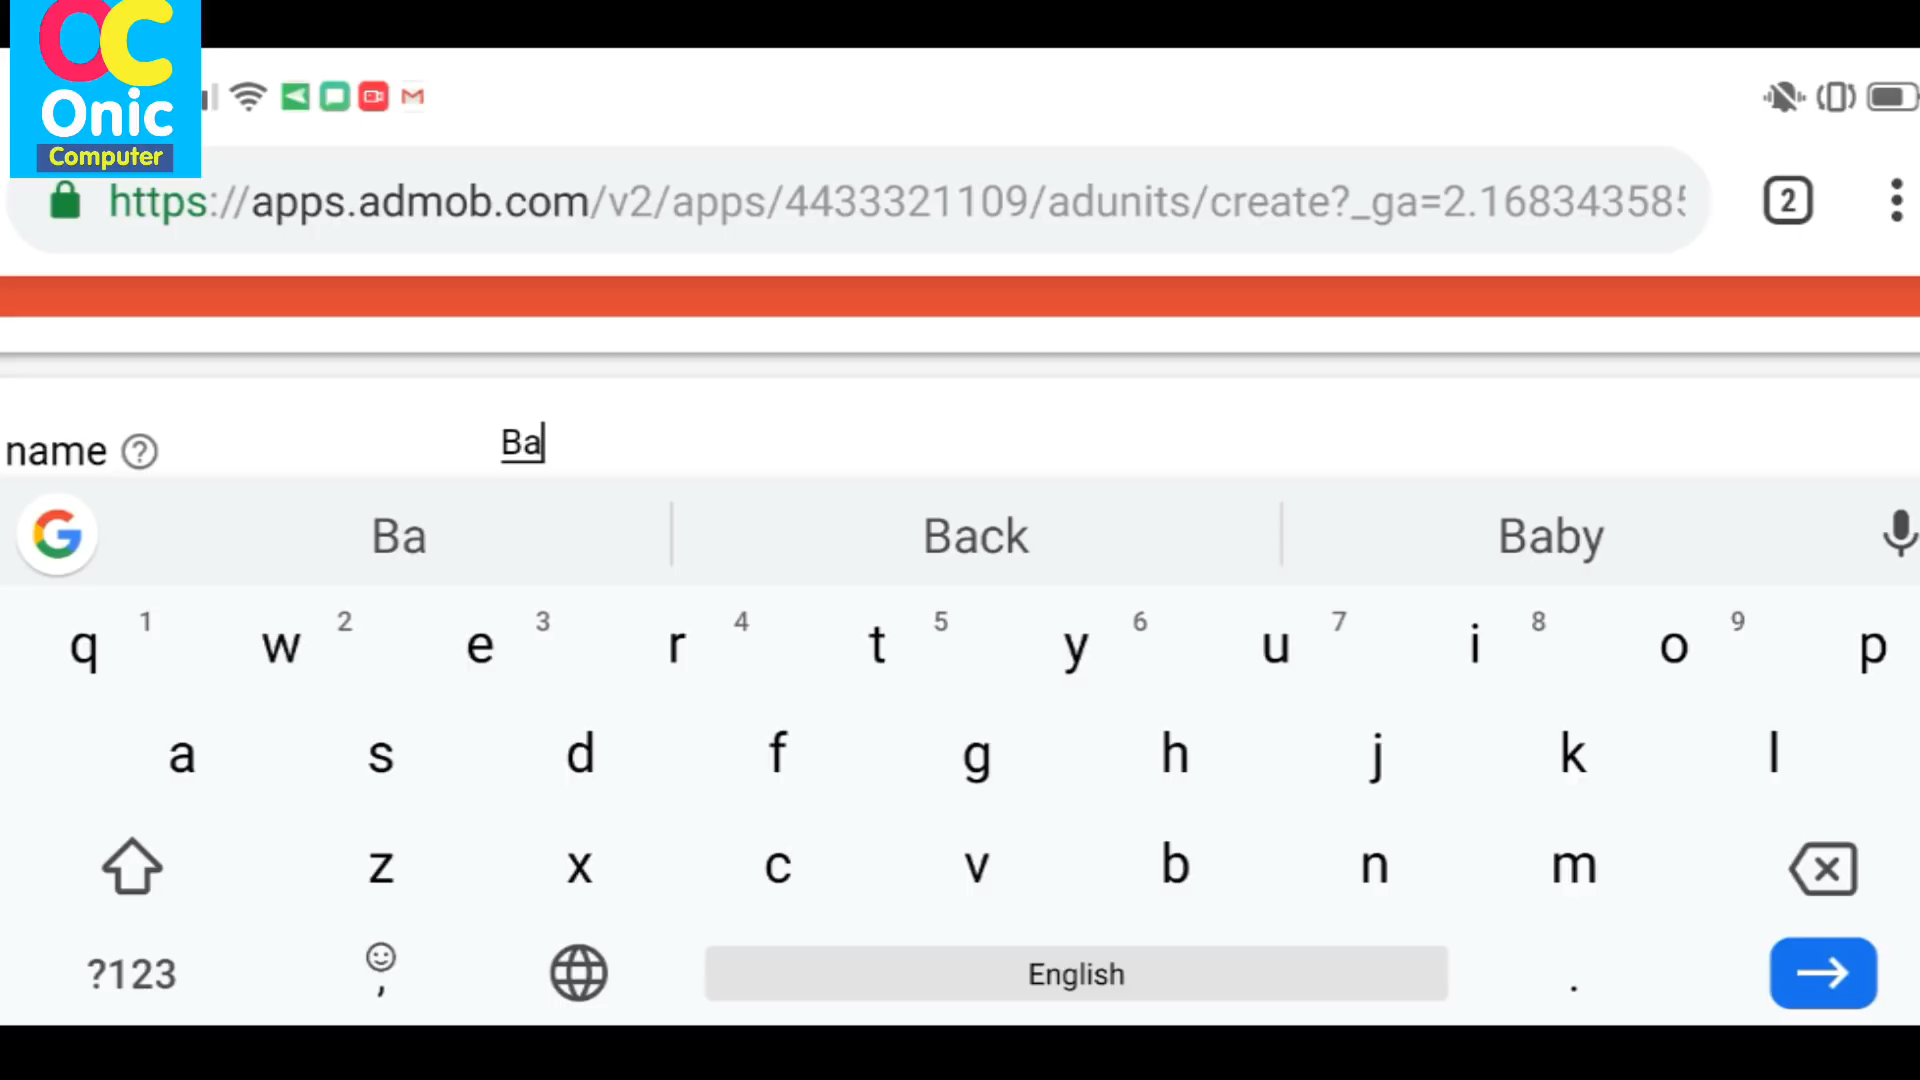 OC
Onic
Computer
https://apps.admob.com/v2/apps/4433321109/adunits/create?_ga=2.168343585
2
name ?
Ba
G
Ba Back Baby
q 1 w 2 e 3 r 4 t 5 y 6 u 7 i 8 o 9 p
a s d f g h j k l
z x c v b n m
?123 , English .